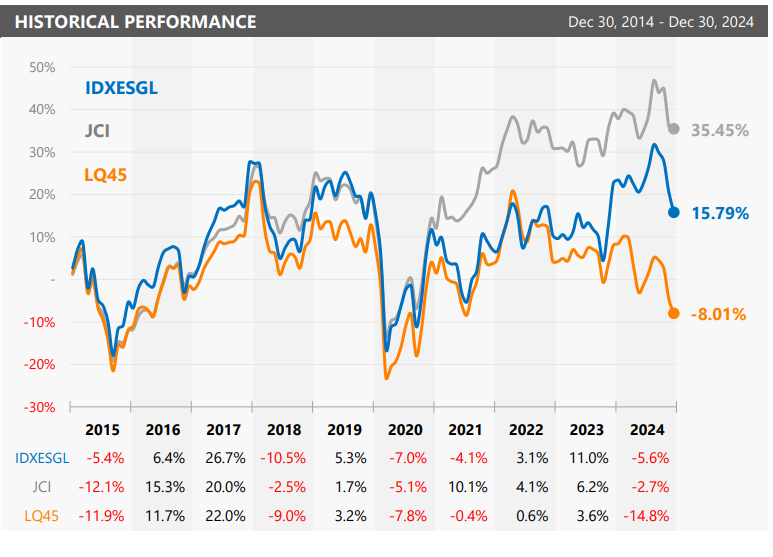 HISTORICAL PERFORMANCE Dec 30, 2014 - Dec 30, 2024
50%
IDXESGL
40%
JCI
35.45%
30%
LQ45
20%
15.79%
10%
-
-8.01%
-10%
-20%
-30%
2015 2016 2017 2018 2019 2020 2021 2022 2023 2024
IDXESGL -5.4% 6.4% 26.7% -10.5% 5.3% -7.0% -4.1% 3.1% 11.0% -5.6%
JCI -12.1% 15.3% 20.0% -2.5% 1.7% -5.1% 10.1% 4.1% 6.2% -2.7%
LQ45 -11.9% 11.7% 22.0% -9.0% 3.2% -7.8% -0.4% 0.6% 3.6% -14.8%